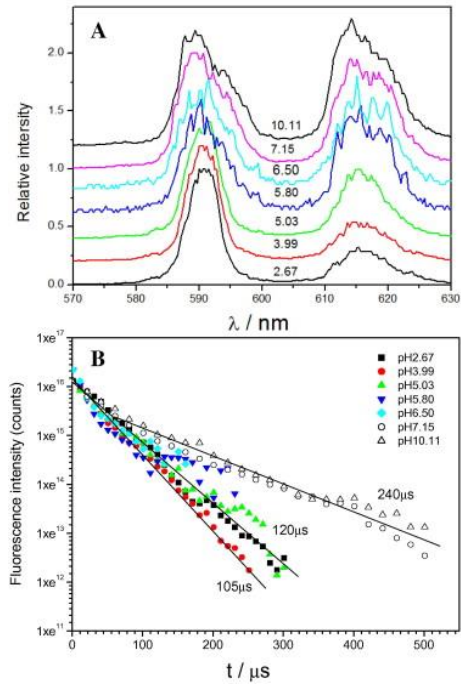 A
2.0
1.5
1.0
0.5
0.0
Relative intensity
10.11
7.15
6.50
5.80
5.03
3.99
2.67
570 580 590 600 610 620 630
λ / nm
B
1xe17
1xe16
1xe15
1xe14
1xe13
1xe12
1xe11
Fluorescence intensity (counts)
pH2.67
pH3.99
pH5.03
pH5.80
pH6.50
pH7.15
pH10.11
240μs
120μs
105μs
0 100 200 300 400 500
t / μs